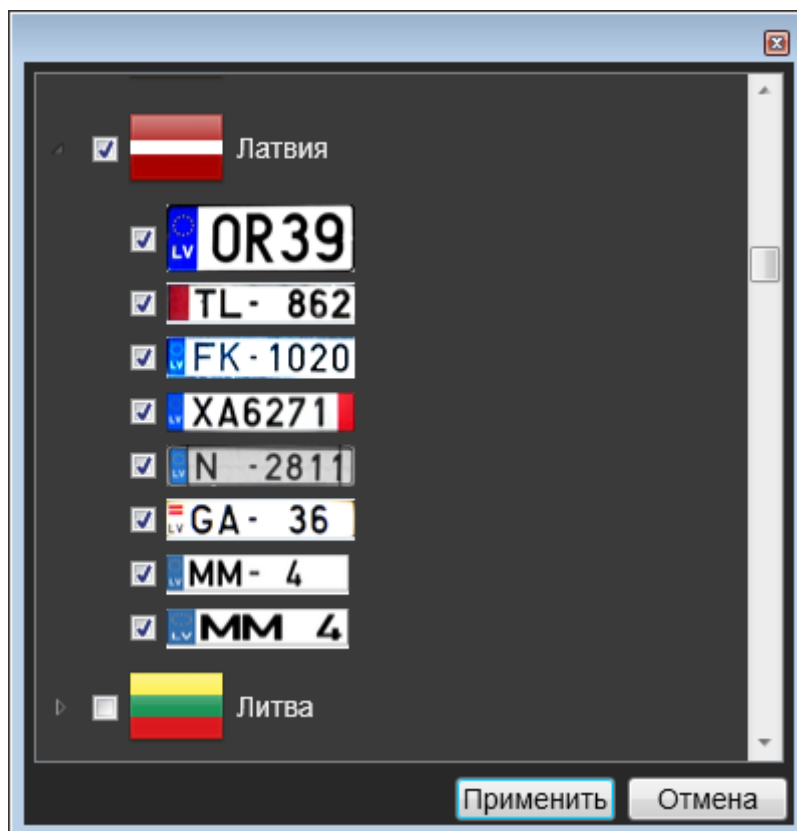 Латвия
LV OR39
TL- 862
LV FK-1020
LV XA6271
LV N -2811
LV GA- 36
LV MM- 4
LV MM 4
Литва
Применить Отмена